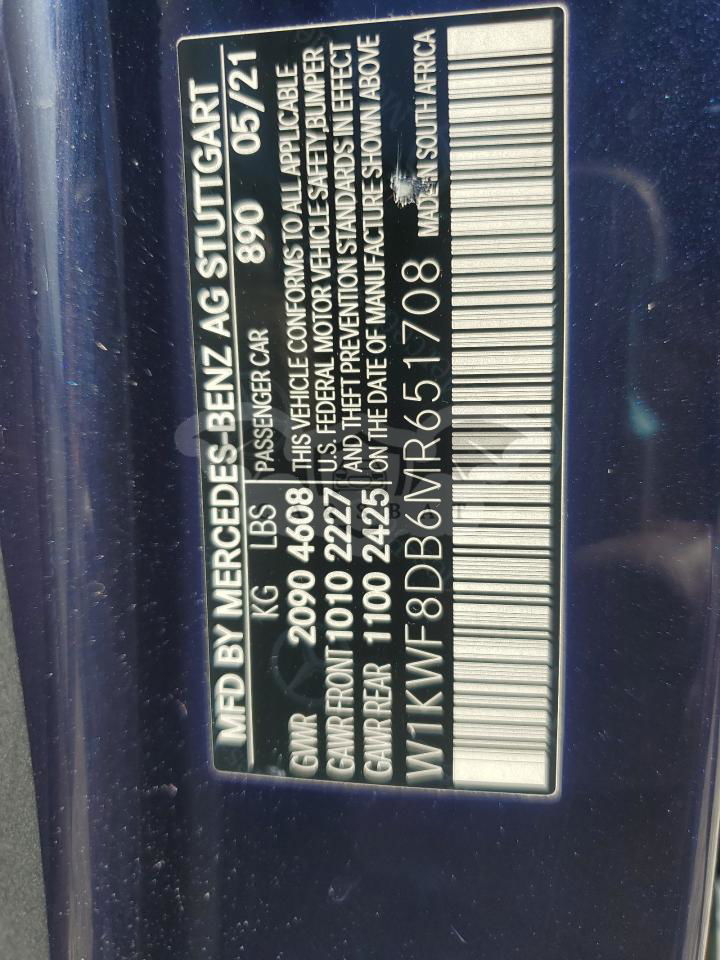 MFD BY MERCEDES-BENZ AG STUTTGART
KG LBS PASSENGER CAR 890 05/21
GVWR 2090 4608 THIS VEHICLE CONFORMS TO ALL APPLICABLE
GAWR FRONT 1010 2227 U.S. FEDERAL MOTOR VEHICLE SAFETY,BUMPER
GAWR REAR 1100 2425 AND THEFT PREVENTION STANDARDS IN EFFECT
ON THE DATE OF MANUFACTURE SHOWN ABOVE
W1KWF8DB6MR651708 MADE IN SOUTH AFRICA